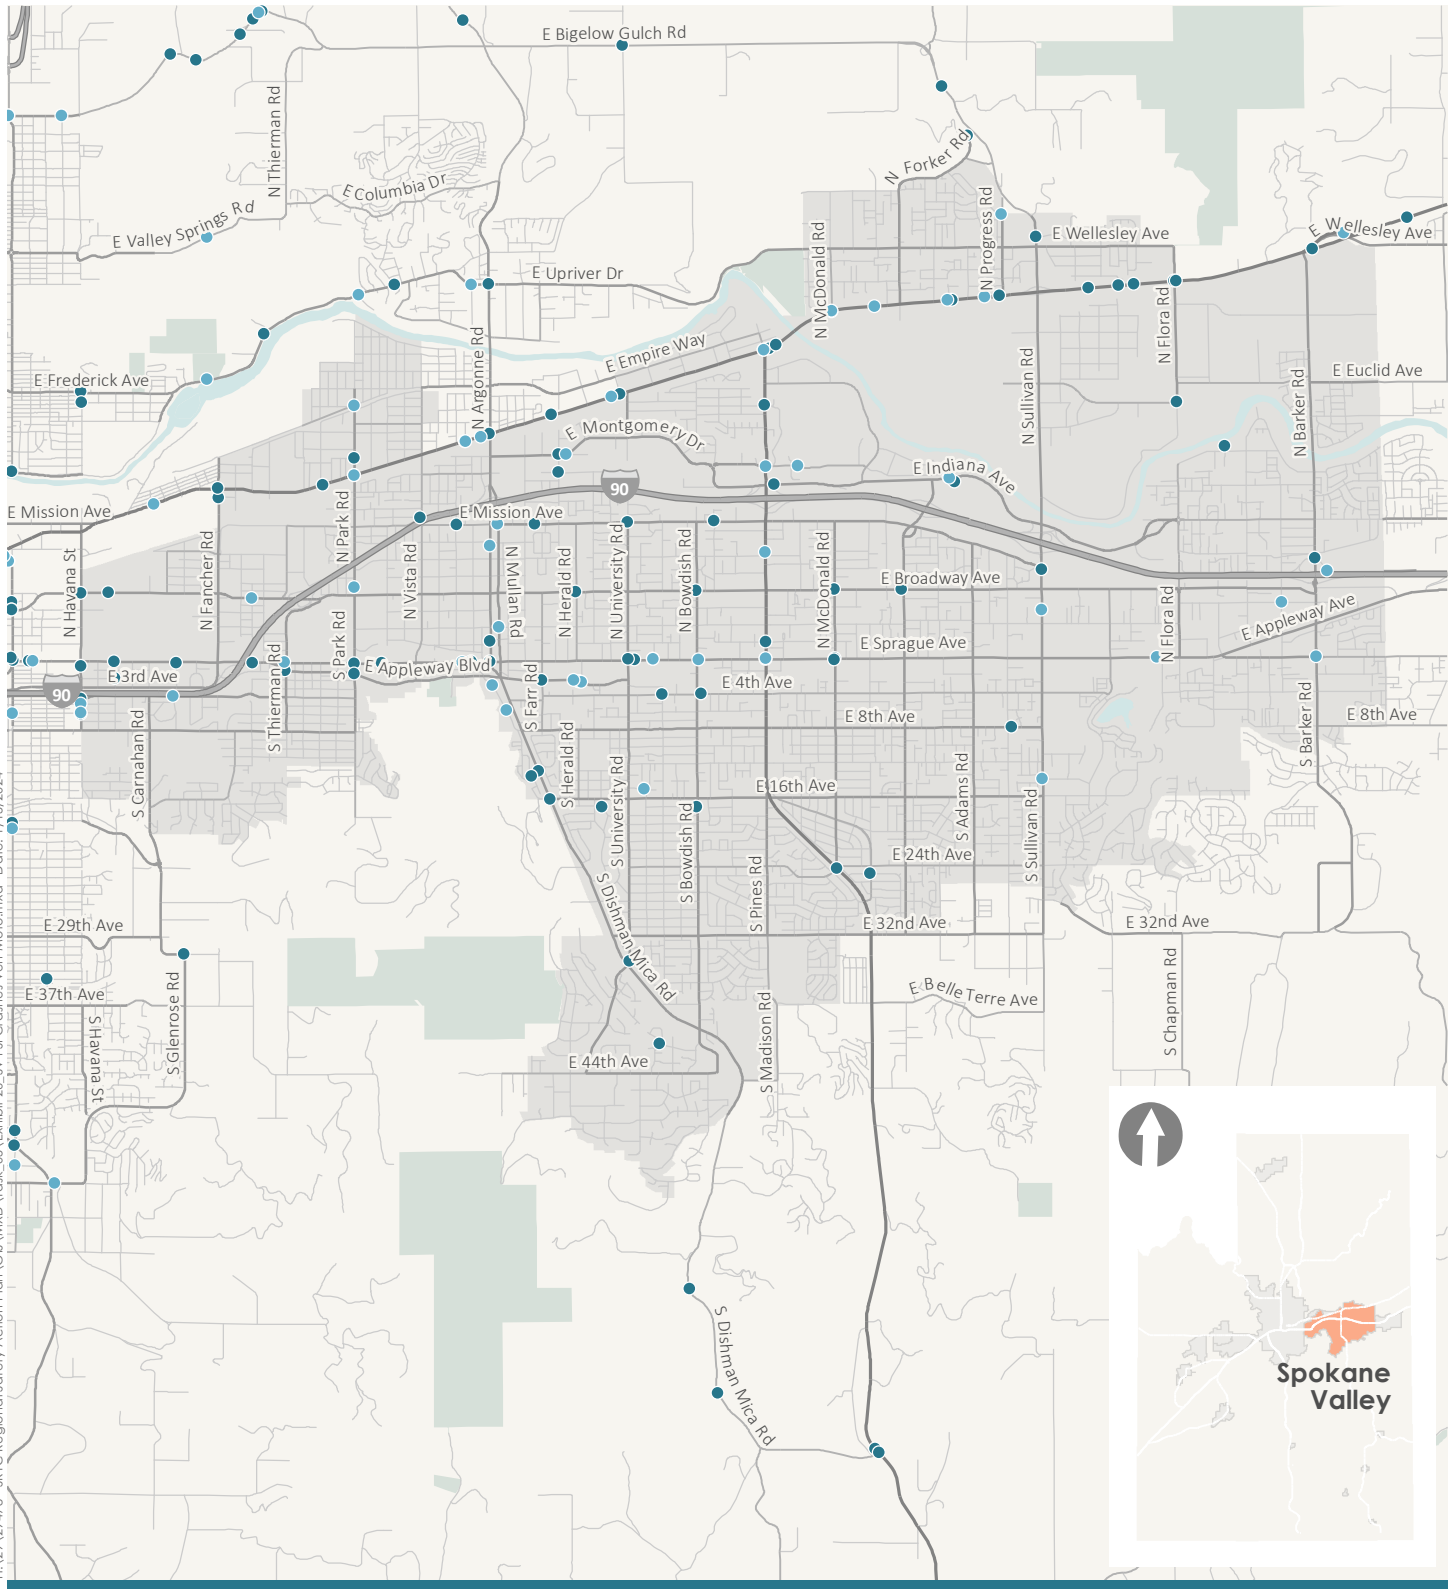 E Bigelow Gulch Rd
N Thierman Rd
E Columbia Dr
N Forker Rd
E Valley Springs Rd
N Progress Rd
N McDonald Rd
E Wellesley Ave
E Wellesley Ave
E Upriver Dr
N Flora Rd
N Argonne Rd
E Empire Way
E Frederick Ave
N Sullivan Rd
N Barker Rd
E Euclid Ave
E Montgomery Dr
E Indiana Ave
90
E Mission Ave
E Mission Ave
N Park Rd
N Havana St
N Fancher Rd
N Vista Rd
N Mullan Rd
N Herald Rd
N University Rd
N Bowdish Rd
N McDonald Rd
E Broadway Ave
N Flora Rd
E Appleway Ave
S Park Rd
E Sprague Ave
S Thierman Rd
E Appleway Blvd
E 3rd Ave
90
S Farr Rd
E 4th Ave
E 8th Ave
E 8th Ave
S Carnahan Rd
S Herald Rd
S University Rd
S Barker Rd
E 16th Ave
S Adams Rd
S Bowdish Rd
S Sullivan Rd
E 24th Ave
S Pines Rd
S Dishman Mica Rd
E 29th Ave
E 32nd Ave
E 32nd Ave
E 37th Ave
E Belle Terre Ave
S Havana St
S Glenrose Rd
S Madison Rd
S Chapman Rd
E 44th Ave
S Dishman Mica Rd
Spokane
Valley